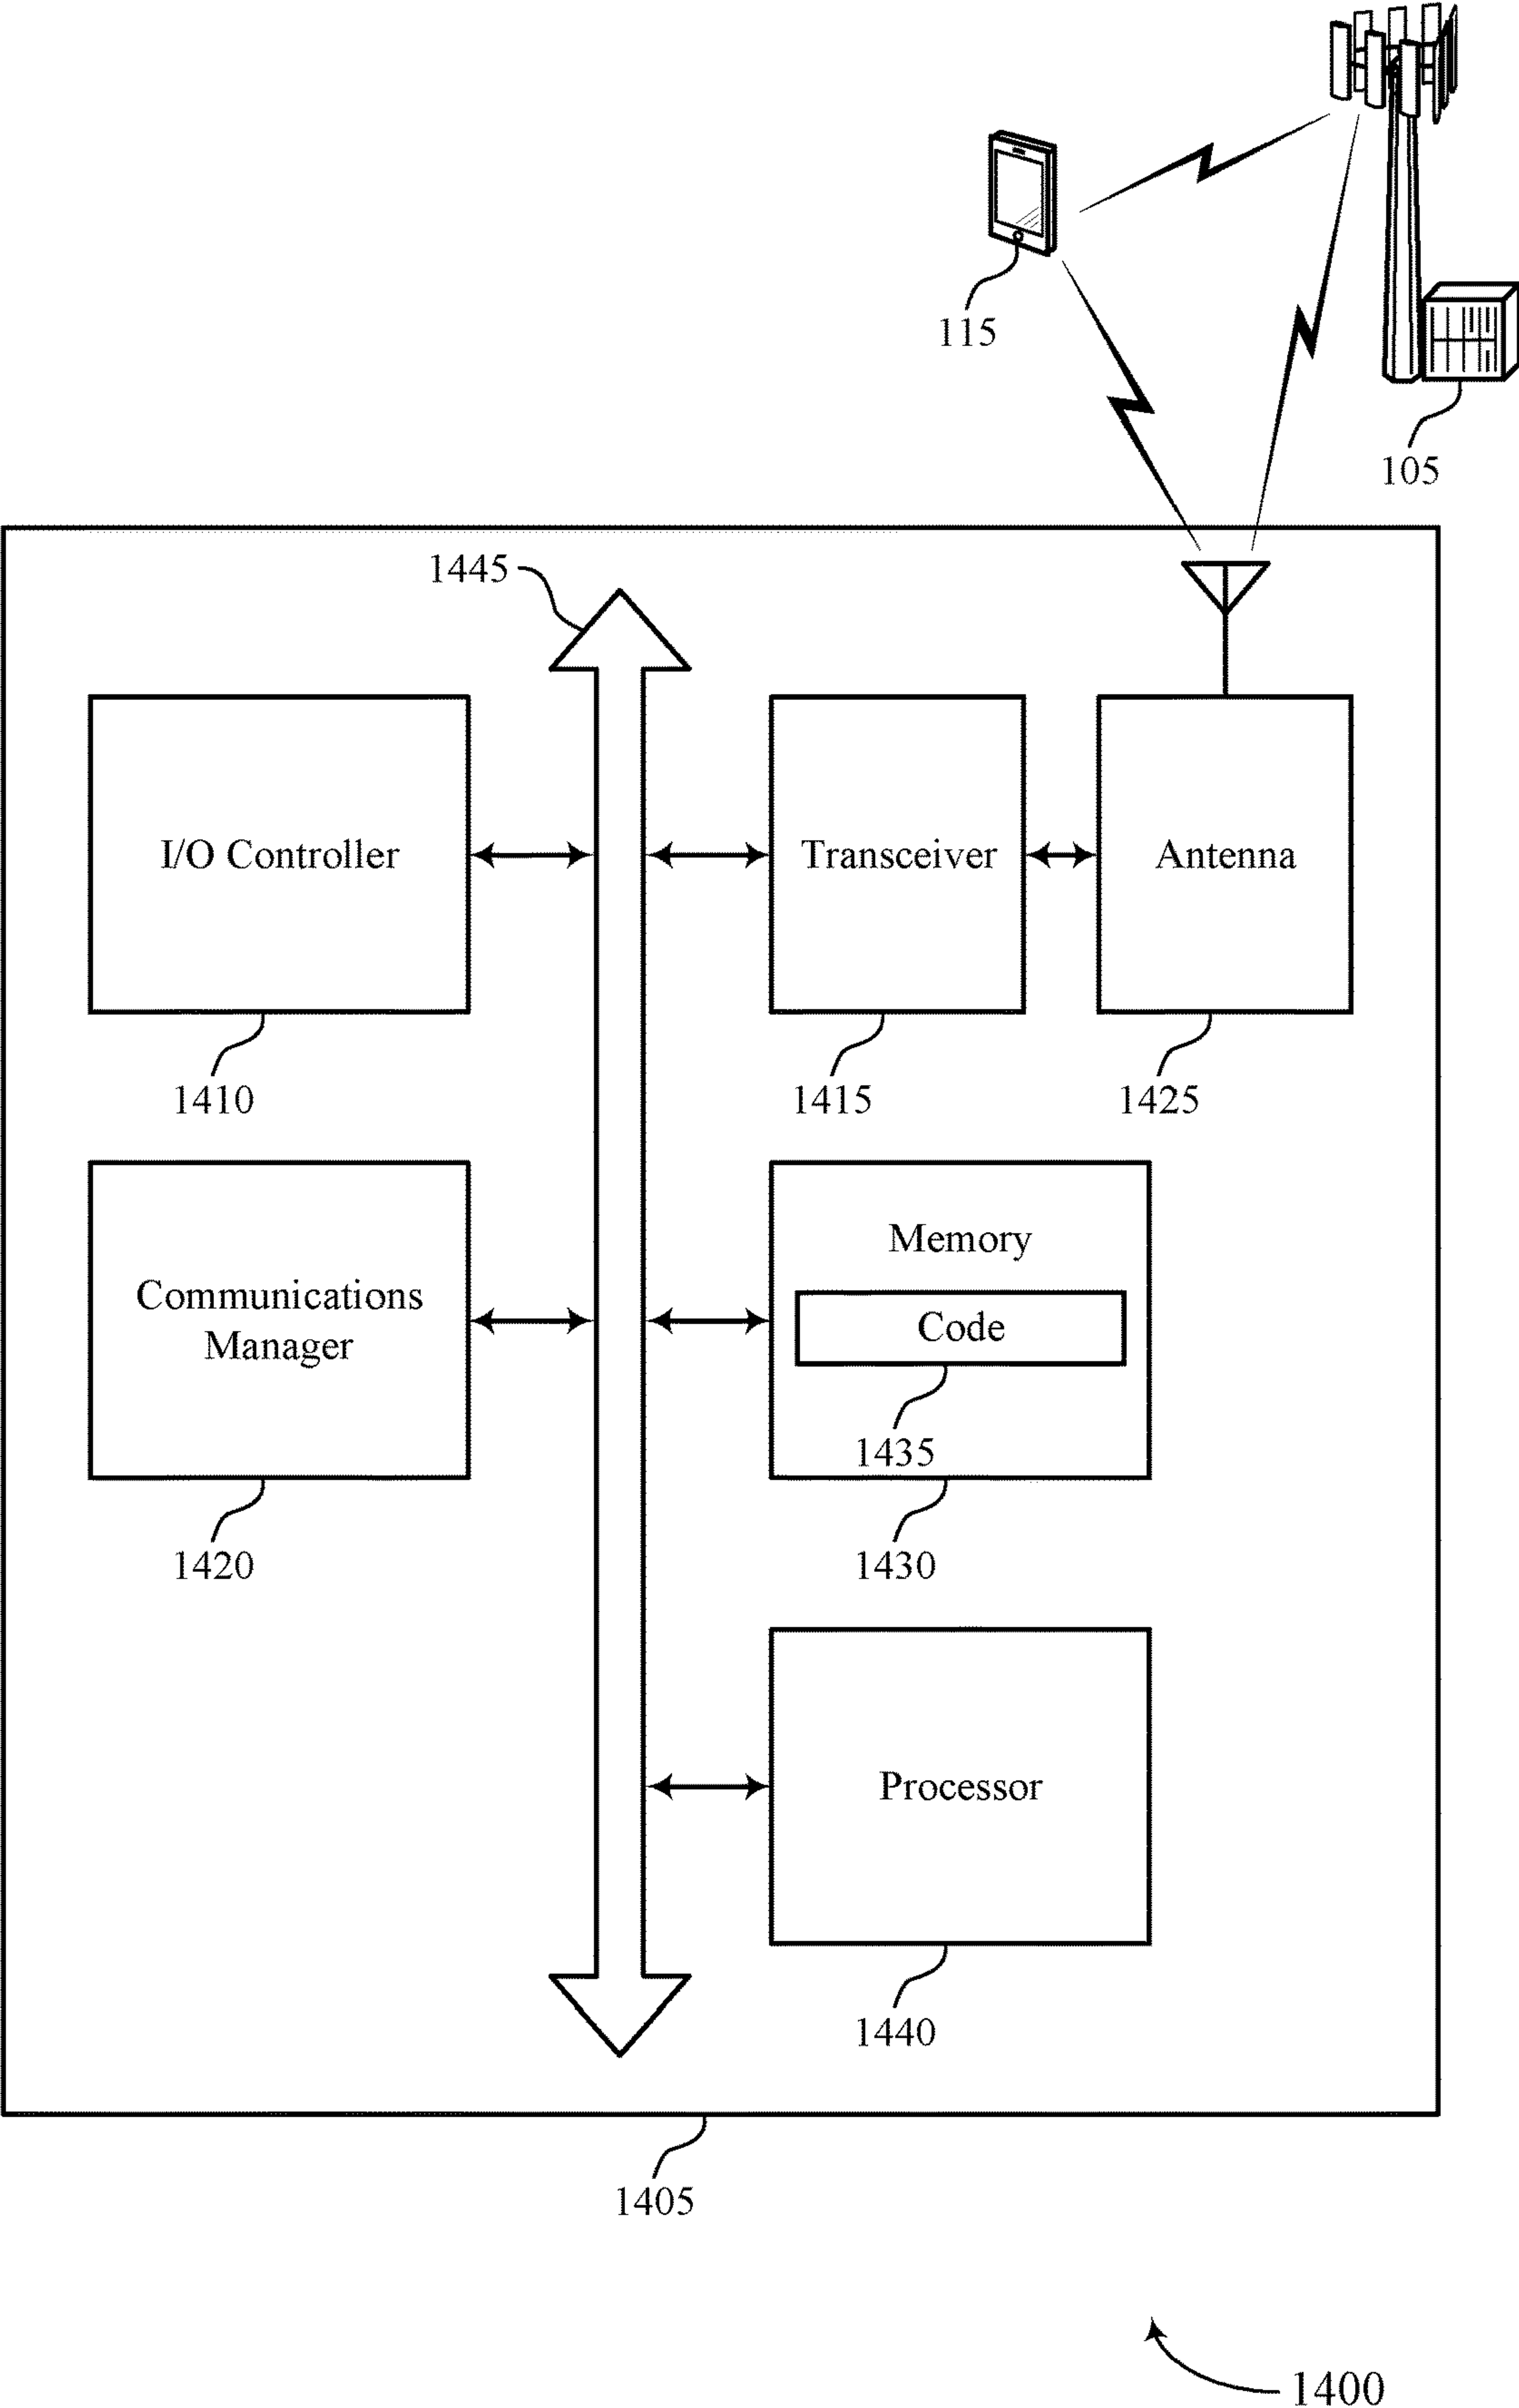 115
105
1445
I/O Controller
Transceiver
Antenna
1410
1415
1425
Communications
Manager
Memory
Code
1435
1420
1430
Processor
1440
1405
1400